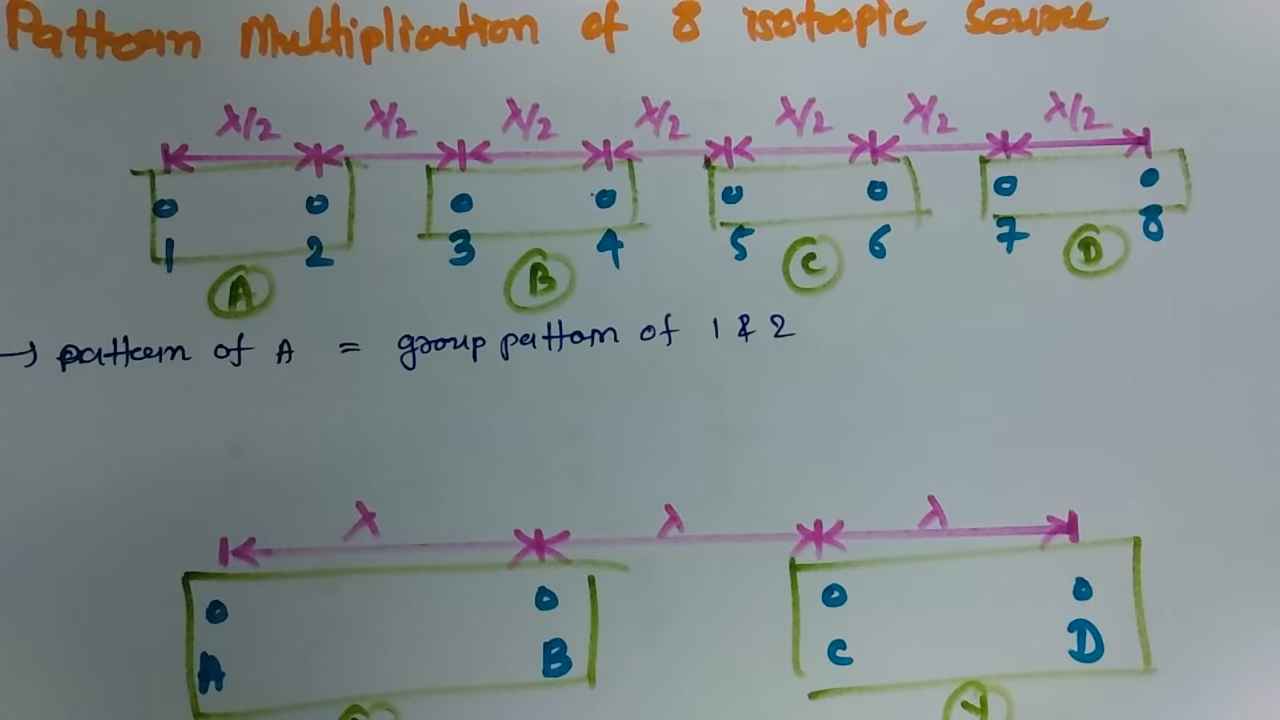 Pattern Multiplication of 8 isotropic Source
λ/2 λ/2 λ/2 λ/2 λ/2 λ/2 λ/2
1 2 3 4 5 6 7 8
A B C D
→ pattern of A = group pattern of 1 & 2
λ λ λ
A B C D
Y